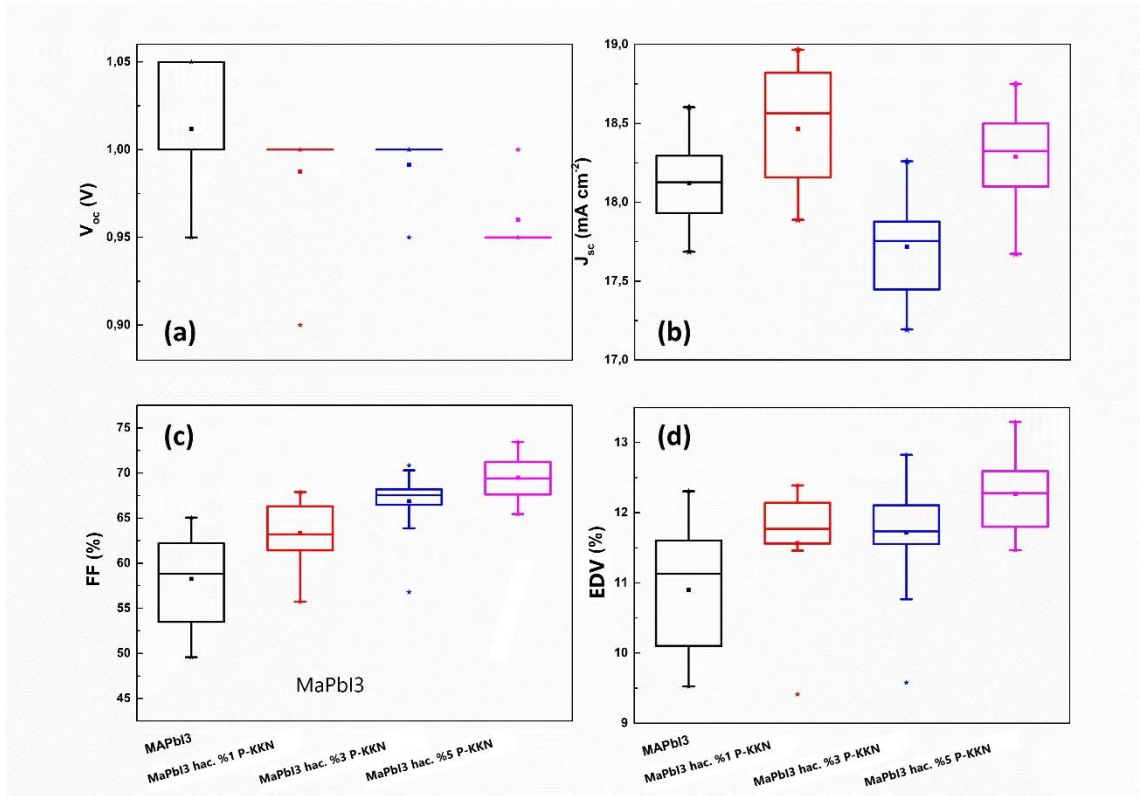 1,05
1,00
0,95
0,90
V_oc (V)
(a)
19,0
18,5
18,0
17,5
17,0
J_sc (mA cm⁻²)
(b)
75
70
65
60
55
50
45
FF (%)
(c)
MaPbI3
13
12
11
10
9
EDV (%)
(d)
MAPbI3
MaPbI3 hac. %1 P-KKN
MaPbI3 hac. %3 P-KKN
MaPbI3 hac. %5 P-KKN
MAPbI3
MaPbI3 hac. %1 P-KKN
MaPbI3 hac. %3 P-KKN
MaPbI3 hac. %5 P-KKN